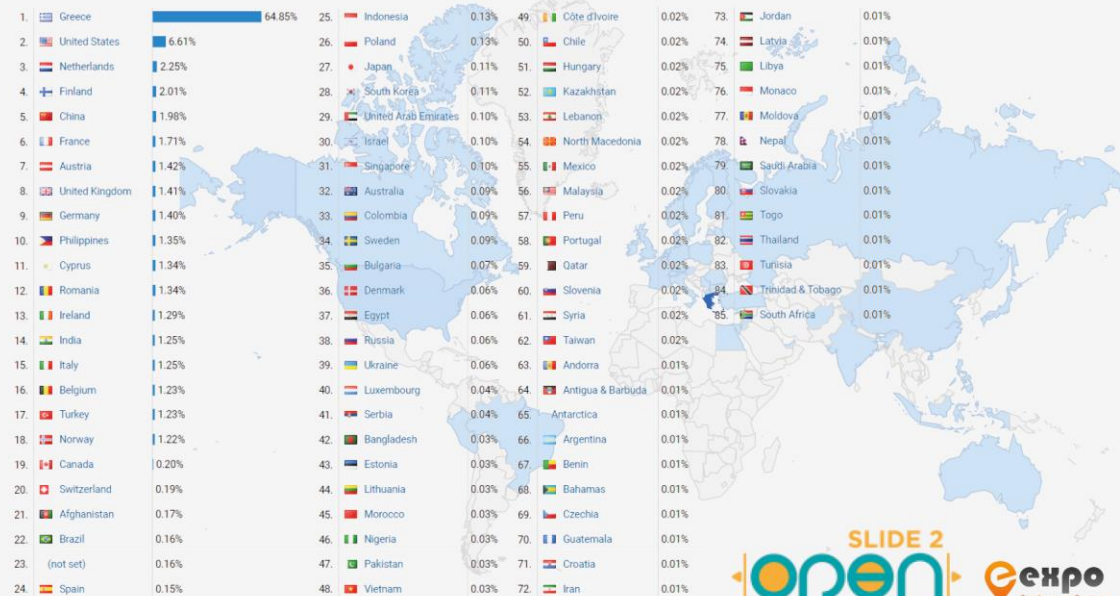 1. Greece 64.85%
2. United States 6.61%
3. Netherlands 2.25%
4. Finland 2.01%
5. China 1.98%
6. France 1.71%
7. Austria 1.42%
8. United Kingdom 1.41%
9. Germany 1.40%
10. Philippines 1.35%
11. Cyprus 1.34%
12. Romania 1.34%
13. Ireland 1.29%
14. India 1.25%
15. Italy 1.25%
16. Belgium 1.23%
17. Turkey 1.23%
18. Norway 1.22%
19. Canada 0.20%
20. Switzerland 0.19%
21. Afghanistan 0.17%
22. Brazil 0.16%
23. (not set) 0.16%
24. Spain 0.15%
25. Indonesia 0.13%
26. Poland 0.13%
27. Japan 0.11%
28. South Korea 0.11%
29. United Arab Emirates 0.10%
30. Israel 0.10%
31. Singapore 0.10%
32. Australia 0.09%
33. Colombia 0.09%
34. Sweden 0.09%
35. Bulgaria 0.07%
36. Denmark 0.06%
37. Egypt 0.06%
38. Russia 0.06%
39. Ukraine 0.06%
40. Luxembourg 0.04%
41. Serbia 0.04%
42. Bangladesh 0.03%
43. Estonia 0.03%
44. Lithuania 0.03%
45. Morocco 0.03%
46. Nigeria 0.03%
47. Pakistan 0.03%
48. Vietnam 0.03%
49. Côte d'Ivoire 0.02%
50. Chile 0.02%
51. Hungary 0.02%
52. Kazakhstan 0.02%
53. Lebanon 0.02%
54. North Macedonia 0.02%
55. Mexico 0.02%
56. Malaysia 0.02%
57. Peru 0.02%
58. Portugal 0.02%
59. Qatar 0.02%
60. Slovenia 0.02%
61. Syria 0.02%
62. Taiwan 0.02%
63. Andorra 0.01%
64. Antigua & Barbuda 0.01%
65. Antarctica 0.01%
66. Argentina 0.01%
67. Benin 0.01%
68. Bahamas 0.01%
69. Czechia 0.01%
70. Guatemala 0.01%
71. Croatia 0.01%
72. Iran 0.01%
73. Jordan 0.01%
74. Latvia 0.01%
75. Libya 0.01%
76. Monaco 0.01%
77. Moldova 0.01%
78. Nepal 0.01%
79. Saudi Arabia 0.01%
80. Slovakia 0.01%
81. Togo 0.01%
82. Thailand 0.01%
83. Tunisia 0.01%
84. Trinidad & Tobago 0.01%
85. South Africa 0.01%
SLIDE 2
open
eexpo